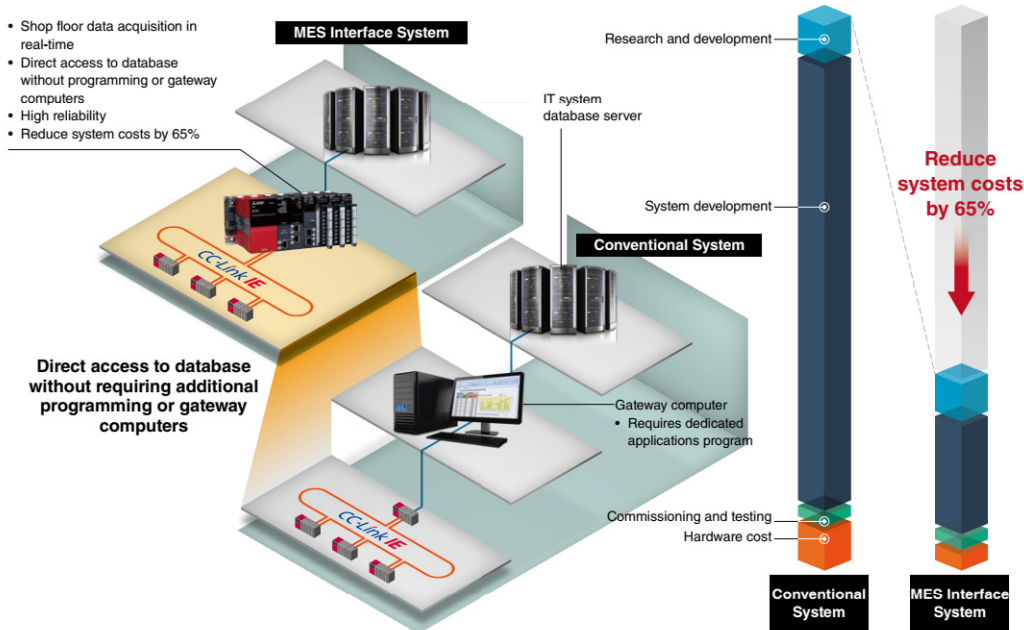 • Shop floor data acquisition in
real-time
• Direct access to database
without programming or gateway
computers
• High reliability
• Reduce system costs by 65%
MES Interface System
IT system
database server
CC-Link IE
Direct access to database
without requiring additional
programming or gateway
computers
Conventional System
Gateway computer
• Requires dedicated
applications program
CC-Link IE
Research and development
System development
Commissioning and testing
Hardware cost
Reduce
system costs
by 65%
Conventional
System
MES Interface
System